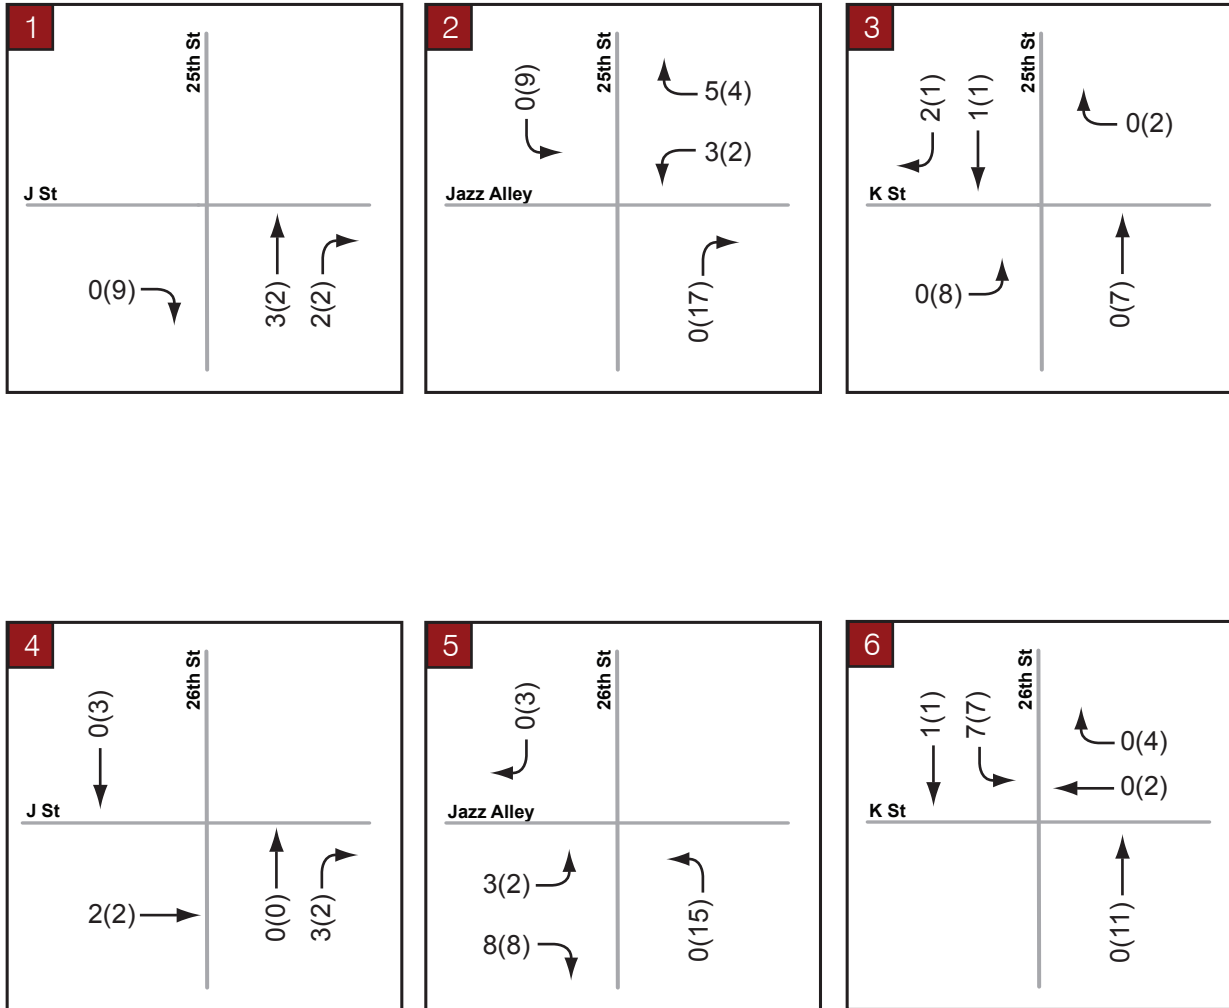 1
25th St
J St
0(9)
3(2)
2(2)
2
25th St
0(9)
5(4)
3(2)
Jazz Alley
0(17)
3
25th St
2(1)
1(1)
0(2)
K St
0(8)
0(7)
4
26th St
0(3)
J St
2(2)
0(0)
3(2)
5
26th St
0(3)
Jazz Alley
3(2)
8(8)
0(15)
6
26th St
1(1)
7(7)
0(4)
0(2)
K St
0(11)